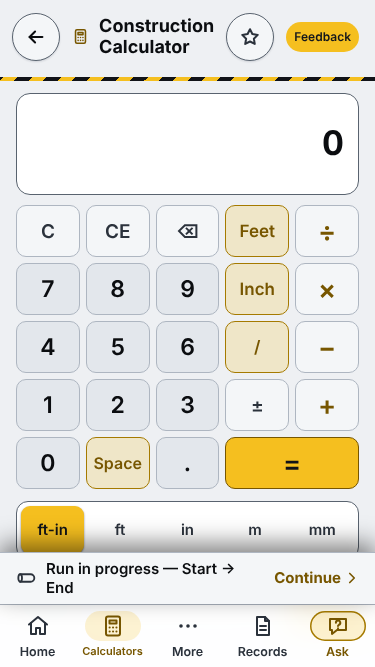 Construction
Calculator
Feedback
0
C CE Feet ÷
7 8 9 Inch ×
4 5 6 / −
1 2 3 ± +
0 Space . =
ft-in ft in m mm
Run in progress — Start →
End
Continue
Home Calculators More Records Ask